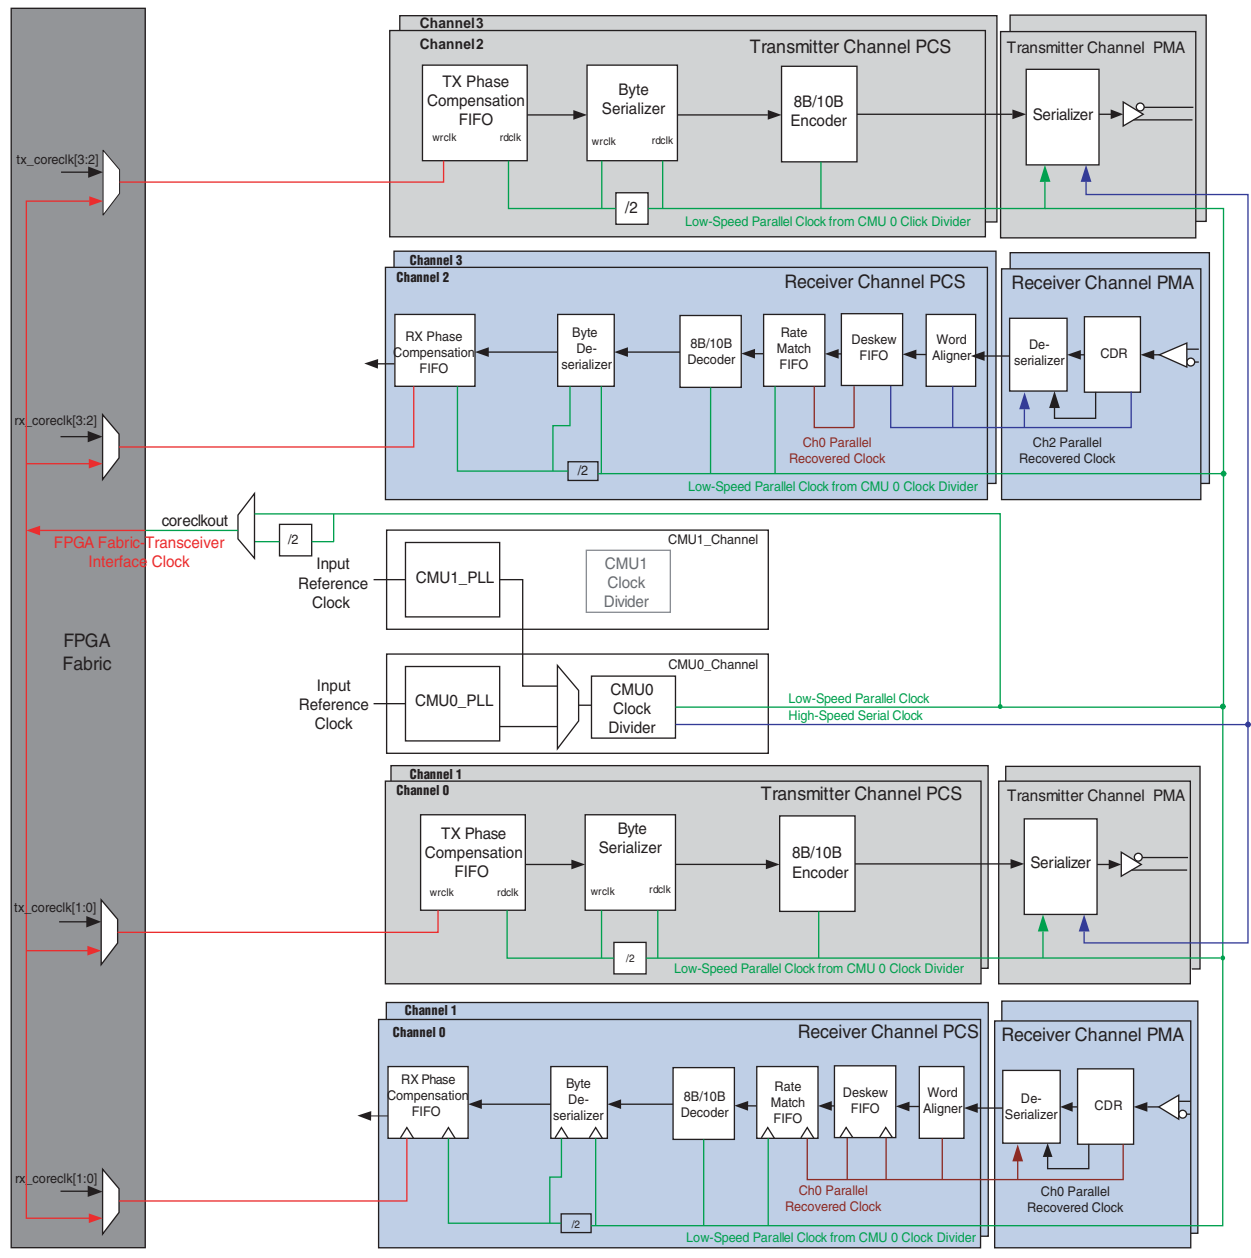 Channel3
Channel2
Transmitter Channel PCS
Transmitter Channel PMA
TX Phase
Compensation
FIFO
wrclk
rdclk
Byte
Serializer
wrclk
rdclk
8B/10B
Encoder
Serializer
/2
Low-Speed Parallel Clock from CMU 0 Click Divider
tx_coreclk[3:2]
Channel 3
Channel 2
Receiver Channel PCS
Receiver Channel PMA
RX Phase
Compensation
FIFO
Byte
De-
serializer
8B/10B
Decoder
Rate
Match
FIFO
Deskew
FIFO
Word
Aligner
De-
serializer
CDR
rx_coreclk[3:2]
Ch0 Parallel
Recovered Clock
Ch2 Parallel
Recovered Clock
/2
Low-Speed Parallel Clock from CMU 0 Clock Divider
coreclkout
/2
FPGA Fabric-Transceiver
Interface Clock
Input
Reference
Clock
CMU1_PLL
CMU1
Clock
Divider
CMU1_Channel
FPGA
Fabric
Input
Reference
Clock
CMU0_PLL
CMU0
Clock
Divider
CMU0_Channel
Low-Speed Parallel Clock
High-Speed Serial Clock
Channel 1
Channel 0
Transmitter Channel PCS
Transmitter Channel PMA
TX Phase
Compensation
FIFO
wrclk
rdclk
Byte
Serializer
wrclk
rdclk
8B/10B
Encoder
Serializer
tx_coreclk[1:0]
/2
Low-Speed Parallel Clock from CMU 0 Clock Divider
Channel 1
Channel 0
Receiver Channel PCS
Receiver Channel PMA
RX Phase
Compensation
FIFO
Byte
De-
serializer
8B/10B
Decoder
Rate
Match
FIFO
Deskew
FIFO
Word
Aligner
De-
Serializer
CDR
rx_coreclk[1:0]
Ch0 Parallel
Recovered Clock
Ch0 Parallel
Recovered Clock
/2
Low-Speed Parallel Clock from CMU 0 Clock Divider